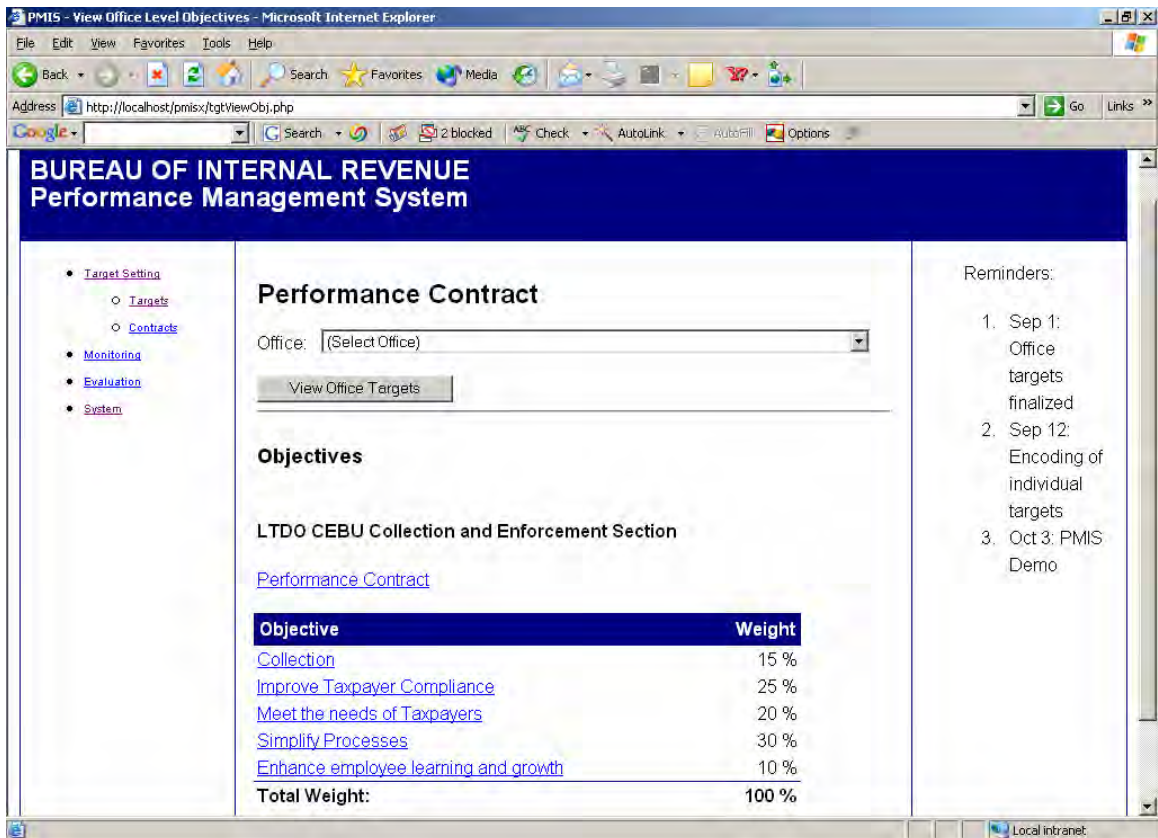 PMIS - View Office Level Objectives - Microsoft Internet Explorer
File Edit View Favorites Tools Help
Back Search Favorites Media
Address http://localhost/pmisx/tgtViewObj.php Go Links »
Google Search 2 blocked ABC Check AutoLink AutoFill Options
BUREAU OF INTERNAL REVENUE
Performance Management System
Target Setting
Targets
Contracts
Monitoring
Evaluation
System
Performance Contract
Office: (Select Office)
View Office Targets
Objectives
LTDO CEBU Collection and Enforcement Section
Performance Contract
Objective Weight
Collection 15 %
Improve Taxpayer Compliance 25 %
Meet the needs of Taxpayers 20 %
Simplify Processes 30 %
Enhance employee learning and growth 10 %
Total Weight: 100 %
Reminders:
1. Sep 1:
Office
targets
finalized
2. Sep 12:
Encoding of
individual
targets
3. Oct 3: PMIS
Demo
Local intranet